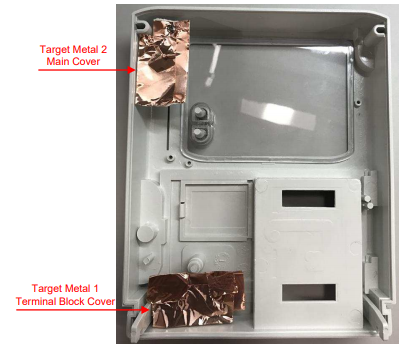 Target Metal 2
Main Cover
Target Metal 1
Terminal Block Cover